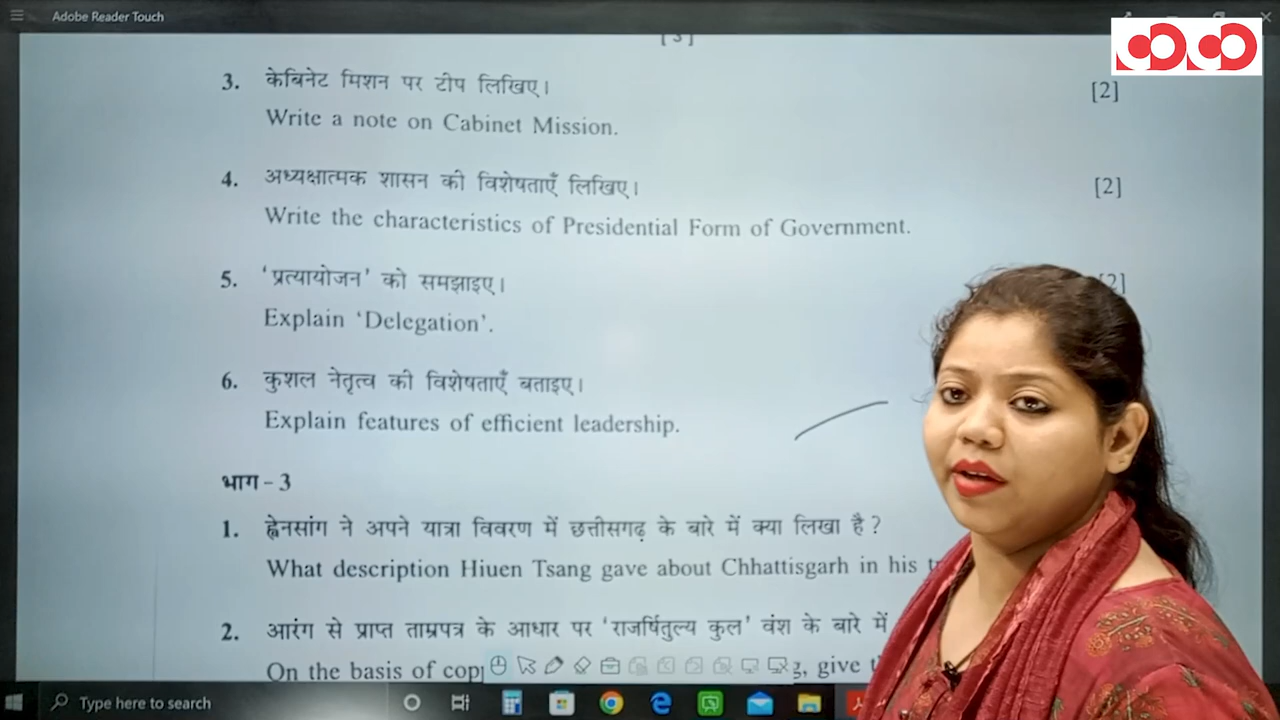 Adobe Reader Touch
[3]
3. केबिनेट मिशन पर टीप लिखिए। [2]
Write a note on Cabinet Mission.
4. अध्यक्षात्मक शासन की विशेषताएँ लिखिए। [2]
Write the characteristics of Presidential Form of Government.
5. 'प्रत्यायोजन' को समझाइए। [2]
Explain 'Delegation'.
6. कुशल नेतृत्व की विशेषताएँ बताइए।
Explain features of efficient leadership.
भाग - 3
1. ह्वेनसांग ने अपने यात्रा विवरण में छत्तीसगढ़ के बारे में क्या लिखा है ?
What description Hiuen Tsang gave about Chhattisgarh in his
2. आरंग से प्राप्त ताम्रपत्र के आधार पर 'राजर्षितुल्य कुल' वंश के बारे में
On the basis of give
Type here to search